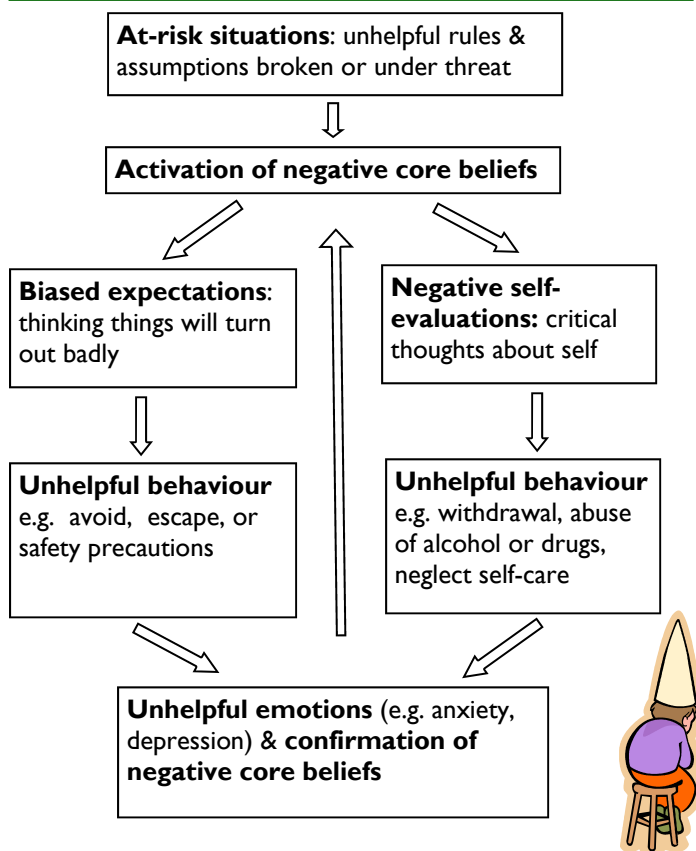 At-risk situations: unhelpful rules &
assumptions broken or under threat
Activation of negative core beliefs
Biased expectations:
thinking things will turn
out badly
Negative self-
evaluations: critical
thoughts about self
Unhelpful behaviour
e.g. avoid, escape, or
safety precautions
Unhelpful behaviour
e.g. withdrawal, abuse
of alcohol or drugs,
neglect self-care
Unhelpful emotions (e.g. anxiety,
depression) & confirmation of
negative core beliefs